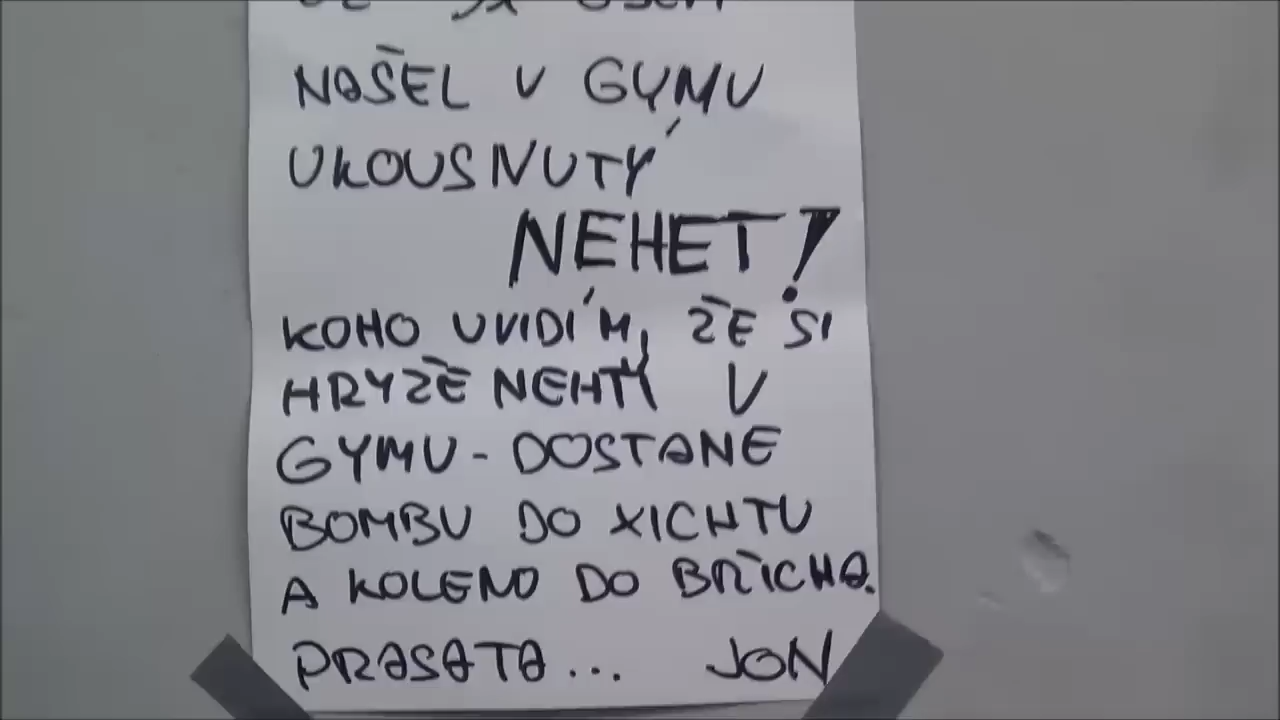 NAŠEL V GYMU
UKOUSNUTÝ
NEHET!
KOHO UVIDÍM, ŽE SI
HRYŽE NEHTY V
GYMU - DOSTANE
BOMBU DO XICHTU
A KOLENO DO BŘICHA.
PRASATA... JON